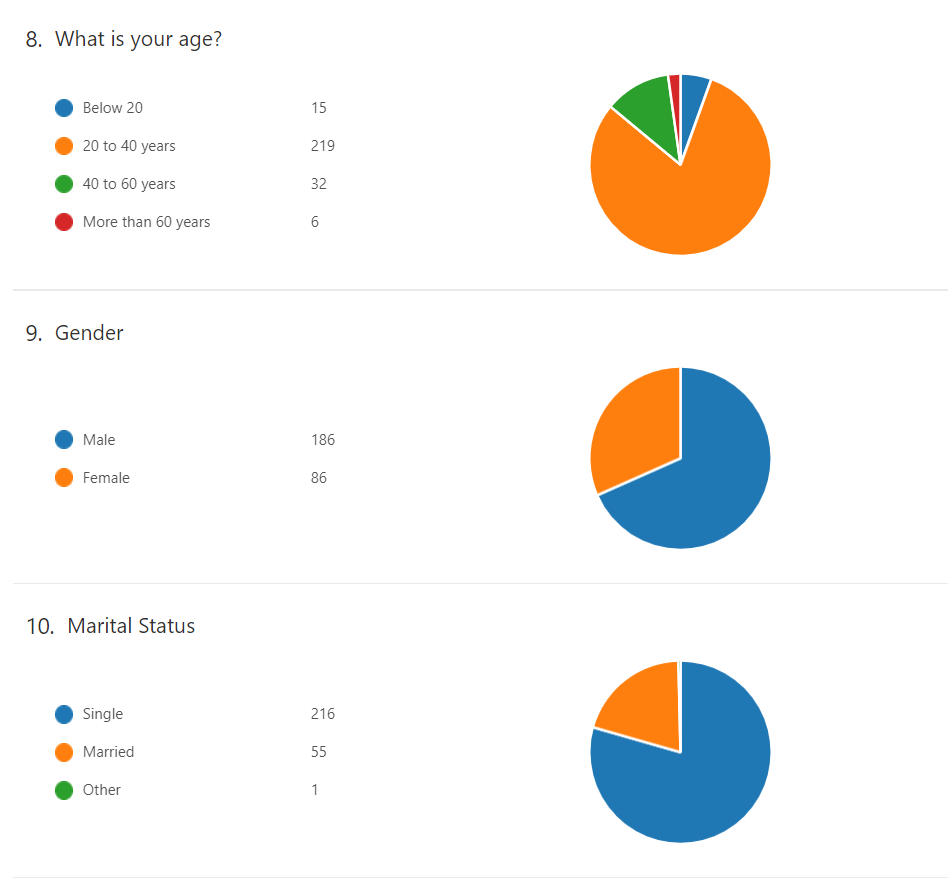 8. What is your age?
Below 20 15
20 to 40 years 219
40 to 60 years 32
More than 60 years 6
9. Gender
Male 186
Female 86
10. Marital Status
Single 216
Married 55
Other 1